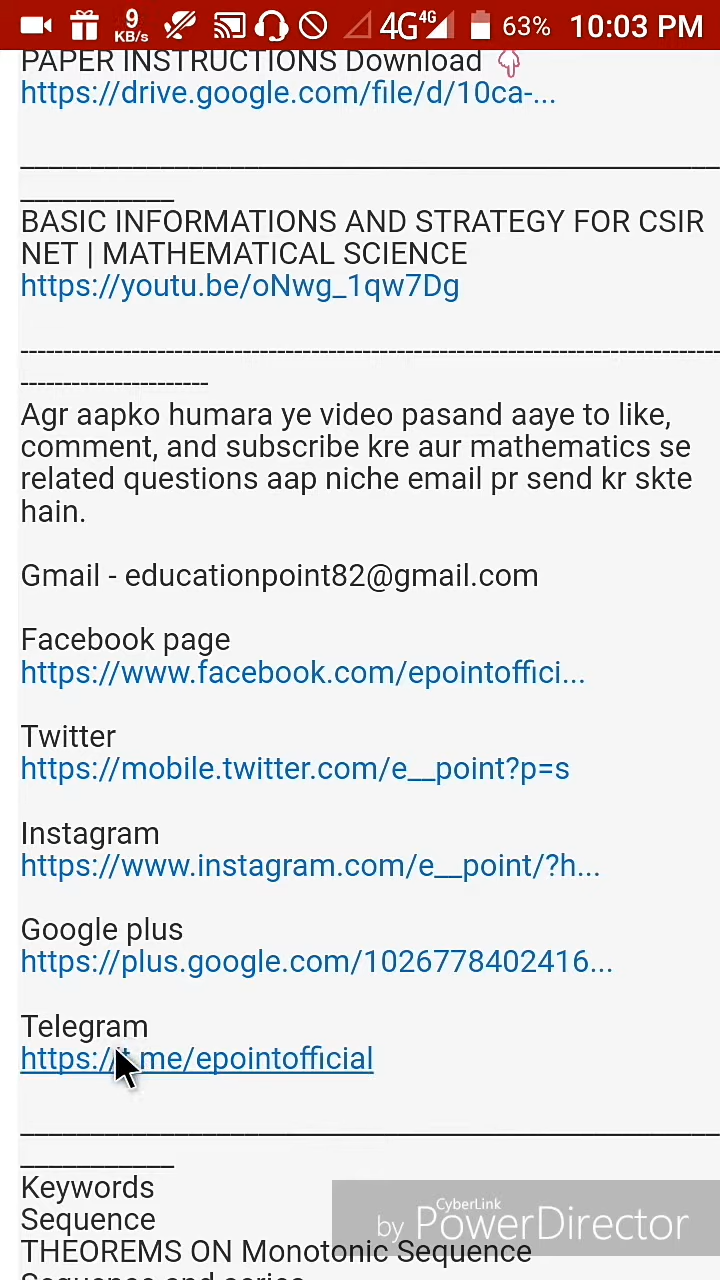 9 KB/s 4G 4G 63% 10:03 PM
PAPER INSTRUCTIONS Download
https://drive.google.com/file/d/10ca-...
BASIC INFORMATIONS AND STRATEGY FOR CSIR
NET | MATHEMATICAL SCIENCE
https://youtu.be/oNwg_1qw7Dg
Agr aapko humara ye video pasand aaye to like,
comment, and subscribe kre aur mathematics se
related questions aap niche email pr send kr skte
hain.
Gmail - educationpoint82@gmail.com
Facebook page
https://www.facebook.com/epointoffici...
Twitter
https://mobile.twitter.com/e__point?p=s
Instagram
https://www.instagram.com/e__point/?h...
Google plus
https://plus.google.com/1026778402416...
Telegram
https://t.me/epointofficial
Keywords
Sequence
THEOREMS ON Monotonic Sequence
Sequence and series
CyberLink
by PowerDirector